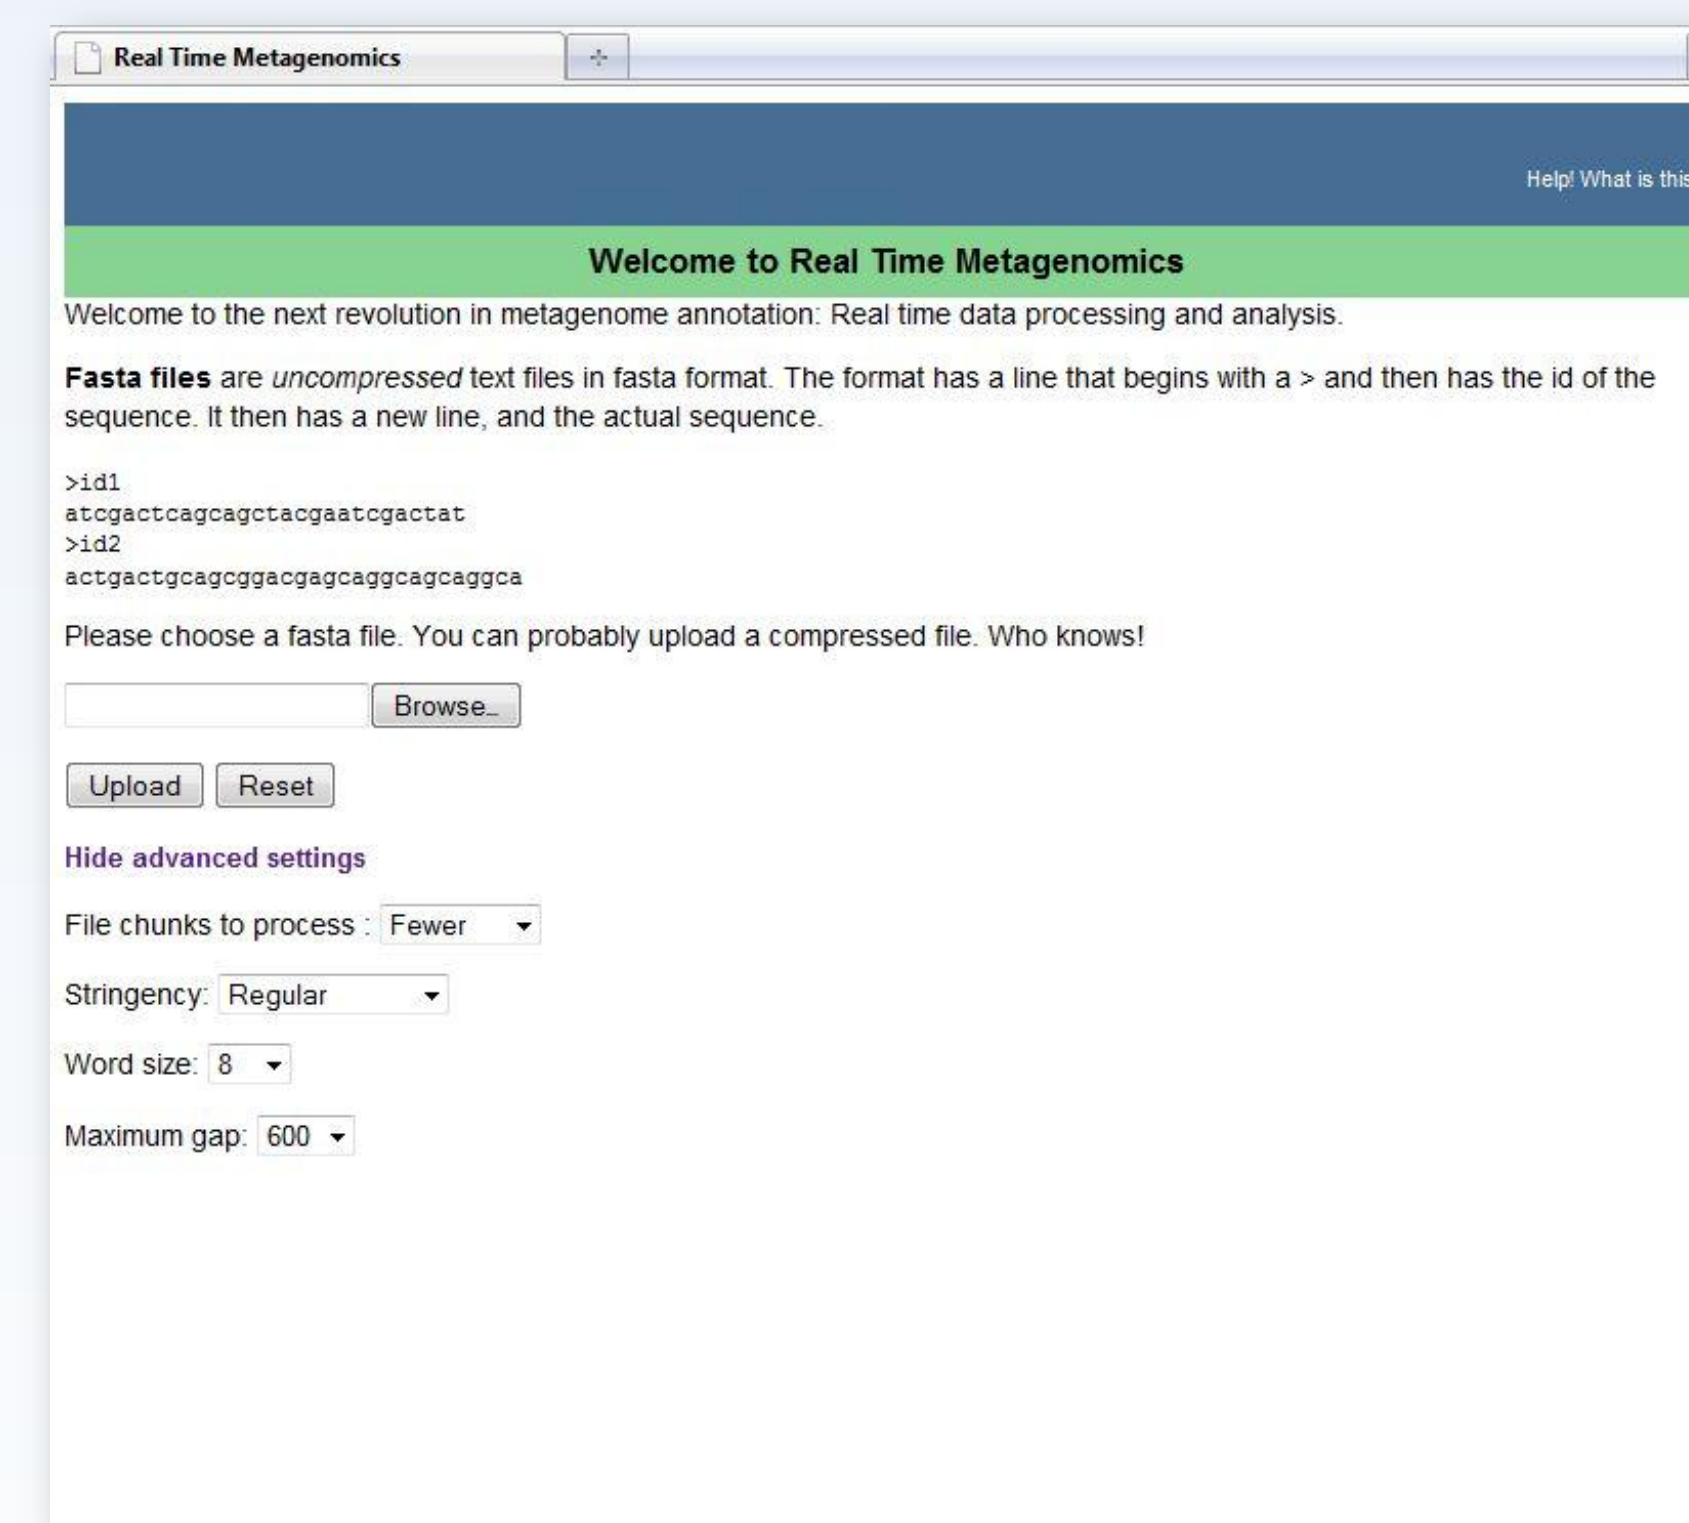 Real Time Metagenomics
Help! What is this
Welcome to Real Time Metagenomics
Welcome to the next revolution in metagenome annotation: Real time data processing and analysis.
Fasta files are uncompressed text files in fasta format. The format has a line that begins with a > and then has the id of the
sequence. It then has a new line, and the actual sequence.
>id1
atcgactcagcagctacgaatcgactat
>id2
actgactgcagcggacgagcaggcagcaggca
Please choose a fasta file. You can probably upload a compressed file. Who knows!
Browse…
Upload Reset
Hide advanced settings
File chunks to process : Fewer
Stringency: Regular
Word size: 8
Maximum gap: 600